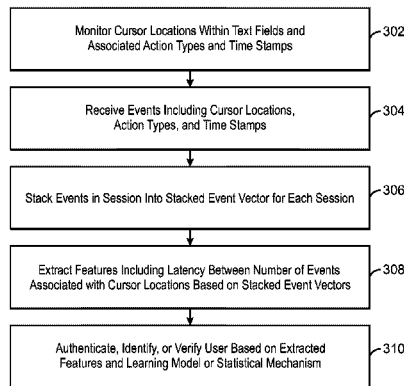 Monitor Cursor Locations Within Text Fields and
Associated Action Types and Time Stamps
302
Receive Events Including Cursor Locations,
Action Types, and Time Stamps
304
Stack Events in Session Into Stacked Event Vector for Each Session
306
Extract Features Including Latency Between Number of Events
Associated with Cursor Locations Based on Stacked Event Vectors
308
Authenticate, Identify, or Verify User Based on Extracted
Features and Learning Model or Statistical Mechanism
310